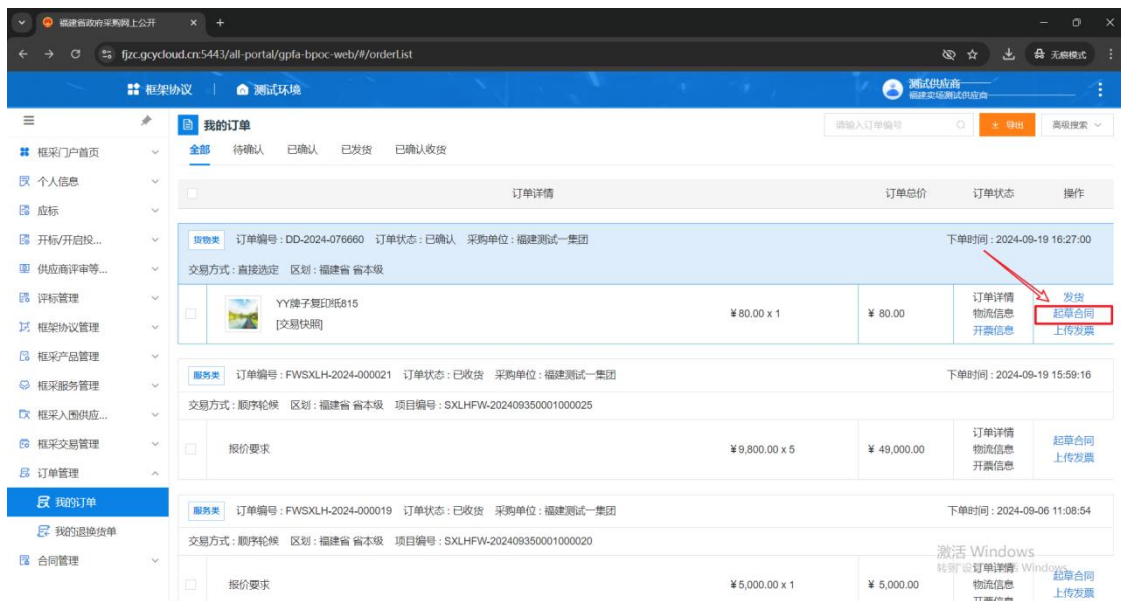 福建省政府采购网上公开
fjzc.gcycloud.cn:5443/all-portal/gpfa-bpoc-web/#/orderList
无痕模式
框架协议 | 测试环境
测试供应商
福建卖场测试供应商
我的订单
请输入订单编号
导出
高级搜索
全部 待确认 已确认 已发货 已确认收货
框采门户首页
个人信息
应标
开标/开启投...
供应商评审等...
评标管理
框架协议管理
框采产品管理
框采服务管理
框采入围供应...
框采交易管理
订单管理
我的订单
我的退换货单
合同管理
订单详情 订单总价 订单状态 操作
货物类 订单编号 : DD-2024-076660 订单状态 : 已确认 采购单位 : 福建测试一集团 下单时间 : 2024-09-19 16:27:00
交易方式 : 直接选定 区划 : 福建省 省本级
YY牌子复印纸815
[交易快照]
¥80.00 x 1
¥ 80.00
订单详情
物流信息
开票信息
发货
起草合同
上传发票
服务类 订单编号 : FWSXLH-2024-000021 订单状态 : 已收货 采购单位 : 福建测试一集团 下单时间 : 2024-09-19 15:59:16
交易方式 : 顺序轮候 区划 : 福建省 省本级 项目编号 : SXLHFW-202409350001000025
报价要求
¥9,800.00 x 5
¥ 49,000.00
订单详情
物流信息
开票信息
起草合同
上传发票
服务类 订单编号 : FWSXLH-2024-000019 订单状态 : 已收货 采购单位 : 福建测试一集团 下单时间 : 2024-09-06 11:08:54
交易方式 : 顺序轮候 区划 : 福建省 省本级 项目编号 : SXLHFW-202409350001000020
报价要求
¥5,000.00 x 1
¥ 5,000.00
订单详情
物流信息
开票信息
起草合同
上传发票
激活 Windows